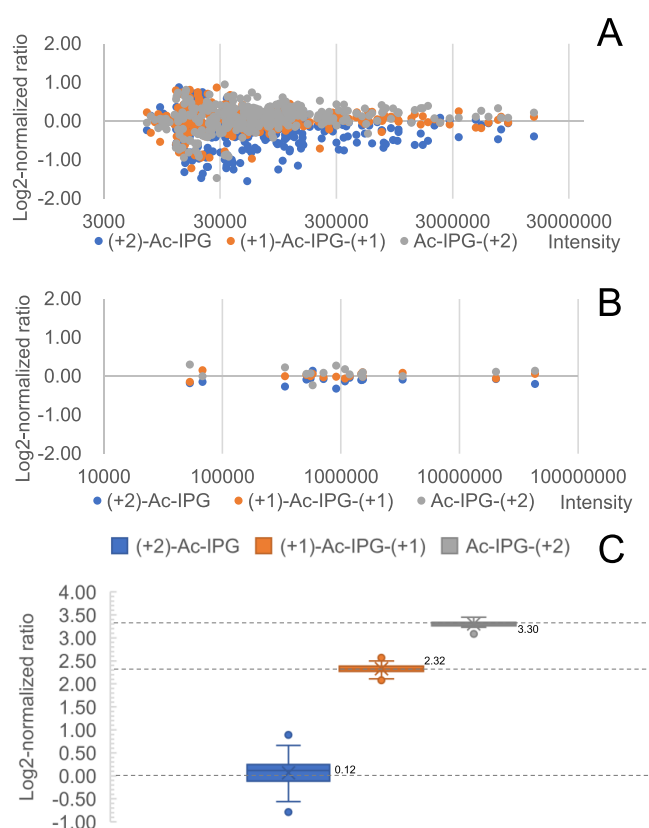 A
Log2-normalized ratio
2.00
1.00
0.00
-1.00
-2.00
3000 30000 300000 3000000 30000000
(+2)-Ac-IPG (+1)-Ac-IPG-(+1) Ac-IPG-(+2) Intensity
B
Log2-normalized ratio
2.00
1.00
0.00
-1.00
-2.00
10000 100000 1000000 10000000 100000000
(+2)-Ac-IPG (+1)-Ac-IPG-(+1) Ac-IPG-(+2) Intensity
(+2)-Ac-IPG (+1)-Ac-IPG-(+1) Ac-IPG-(+2) C
Log2-normalized ratio
4.00
3.50
3.00
2.50
2.00
1.50
1.00
0.50
0.00
-0.50
-1.00
3.30
2.32
0.12